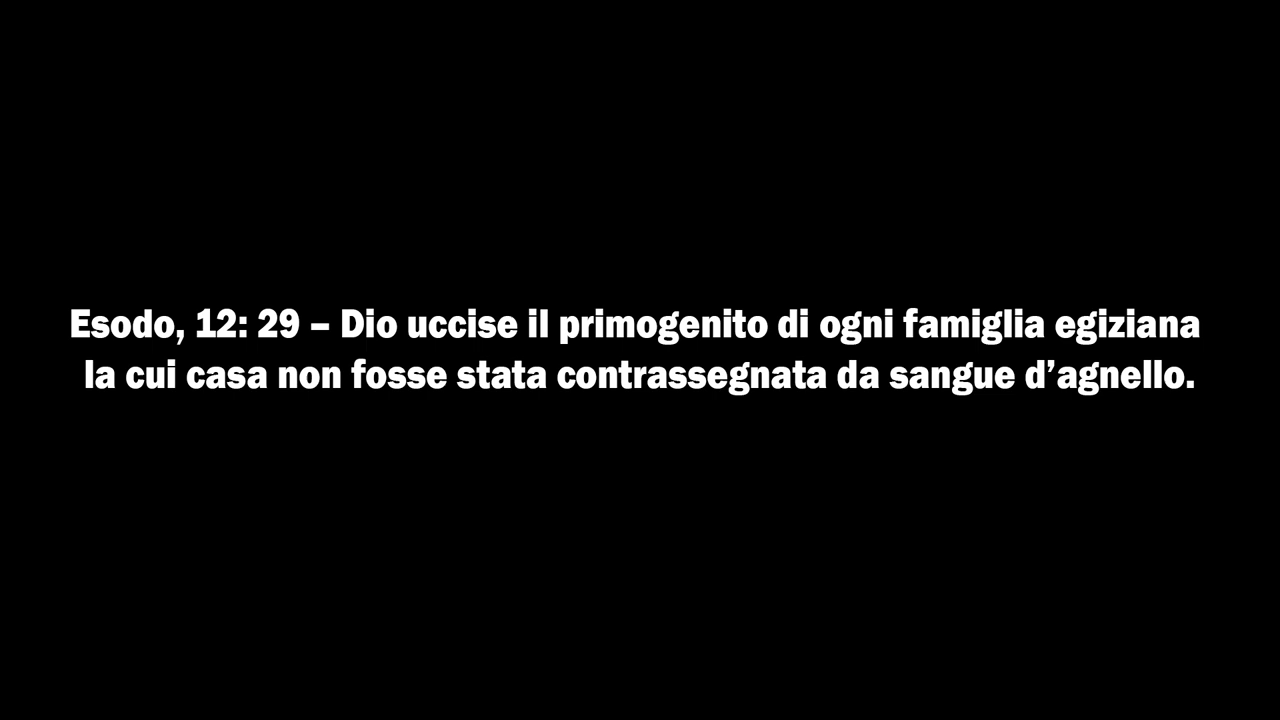 Esodo, 12: 29 – Dio uccise il primogenito di ogni famiglia egiziana
la cui casa non fosse stata contrassegnata da sangue d’agnello.